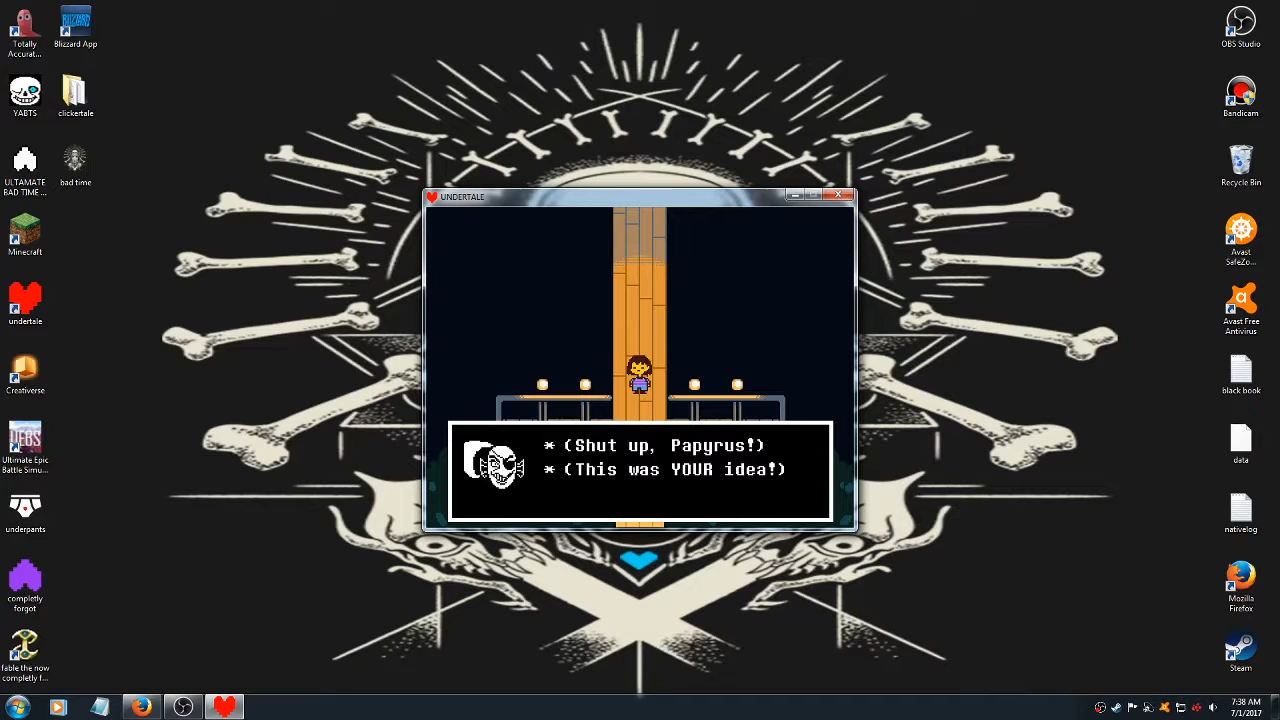 Totally
Accurat...
Blizzard App
YABTS
clickertale
ULTAMATE
BAD TIME ...
bad time
Minecraft
undertale
Creativerse
Ultimate Epic
Battle Simu...
underpants
completly
forgot
fable the now
completly f...
UNDERTALE
* (Shut up, Papyrus!)
* (This was YOUR idea!)
OBS Studio
Bandicam
Recycle Bin
Avast
SafeZo...
Avast Free
Antivirus
black book
data
nativelog
Mozilla
Firefox
Steam
7:38 AM
7/1/2017